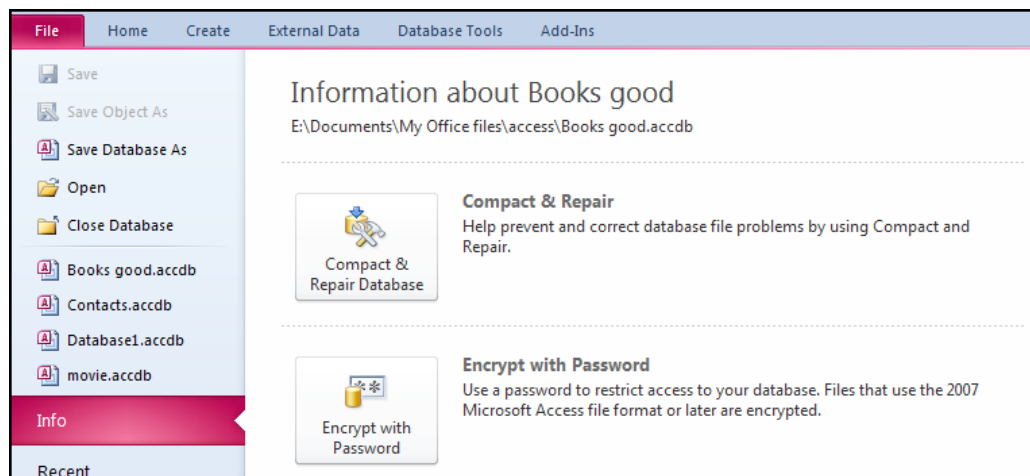 File Home Create External Data Database Tools Add-Ins
Save
Save Object As
Save Database As
Open
Close Database
Books good.accdb
Contacts.accdb
Database1.accdb
movie.accdb
Info
Recent
Information about Books good
E:\Documents\My Office files\access\Books good.accdb
Compact &
Repair Database
Compact & Repair
Help prevent and correct database file problems by using Compact and
Repair.
Encrypt with
Password
Encrypt with Password
Use a password to restrict access to your database. Files that use the 2007
Microsoft Access file format or later are encrypted.